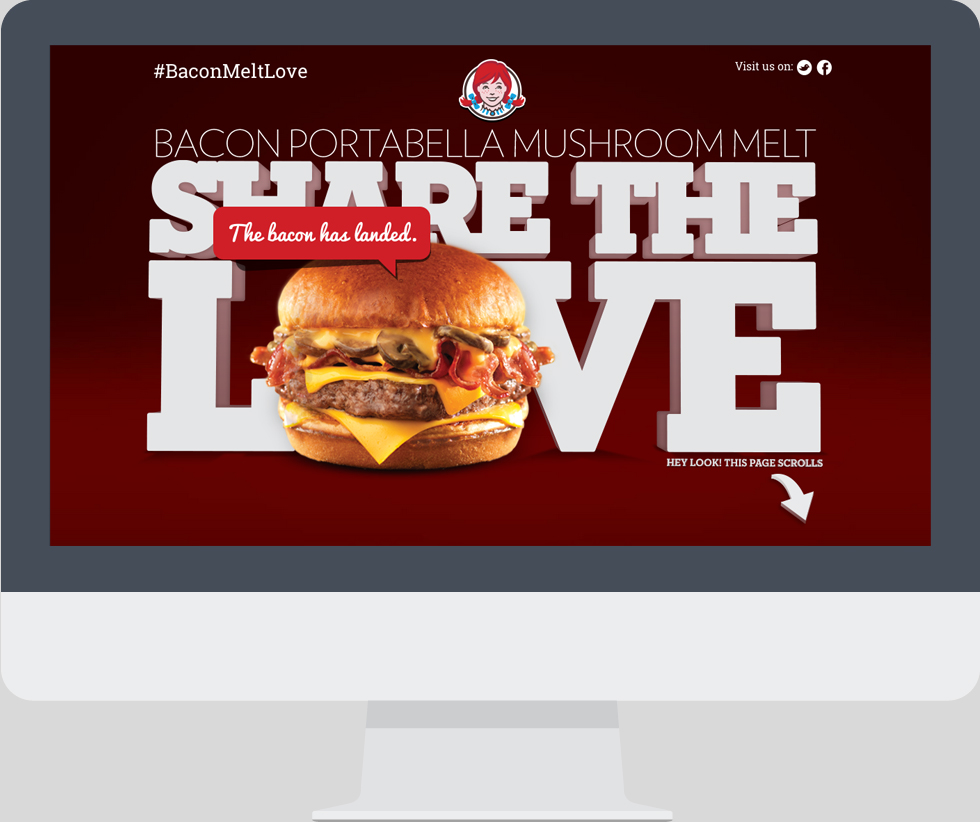 #BaconMeltLove
Visit us on:
BACON PORTABELLA MUSHROOM MELT
SHARE THE
The bacon has landed.
LOVE
HEY LOOK! THIS PAGE SCROLLS